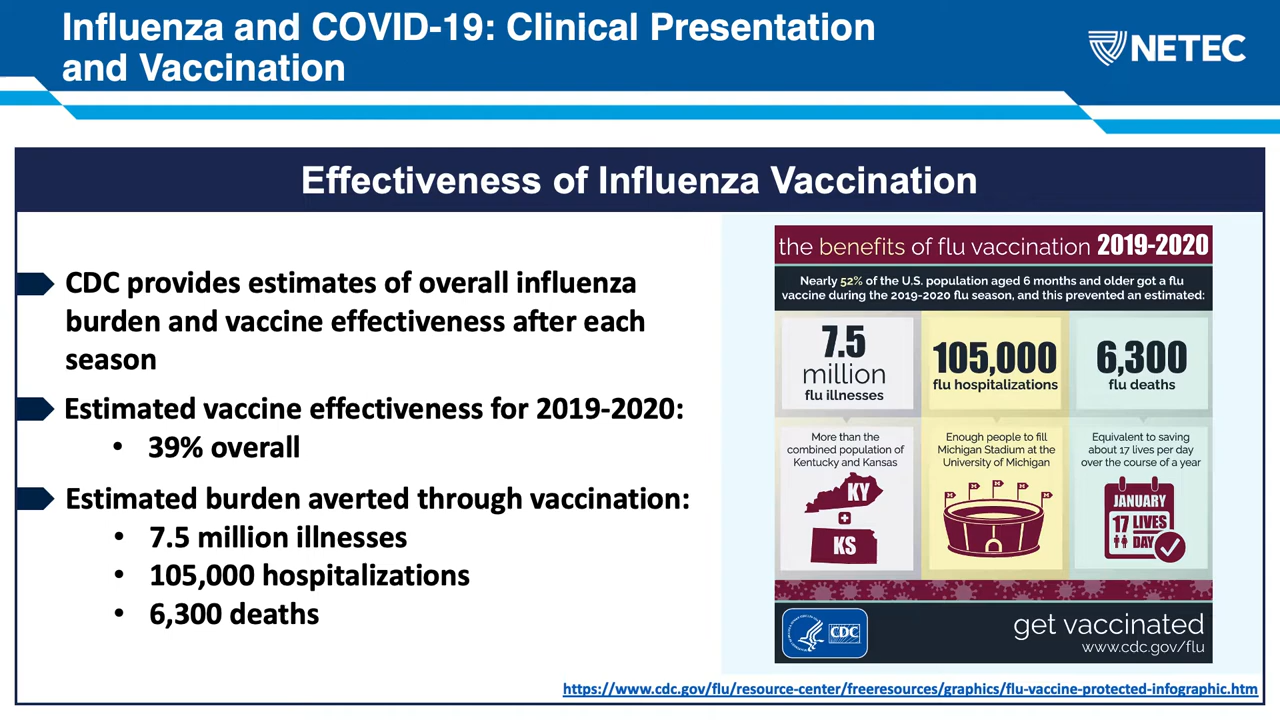 Influenza and COVID-19: Clinical Presentation
and Vaccination
NETEC
Effectiveness of Influenza Vaccination
CDC provides estimates of overall influenza
burden and vaccine effectiveness after each
season
Estimated vaccine effectiveness for 2019-2020:
• 39% overall
Estimated burden averted through vaccination:
• 7.5 million illnesses
• 105,000 hospitalizations
• 6,300 deaths
the benefits of flu vaccination 2019-2020
Nearly 52% of the U.S. population aged 6 months and older got a flu
vaccine during the 2019-2020 flu season, and this prevented an estimated:
7.5
million
flu illnesses
105,000
flu hospitalizations
6,300
flu deaths
More than the
combined population of
Kentucky and Kansas
KY
KS
Enough people to fill
Michigan Stadium at the
University of Michigan
Equivalent to saving
about 17 lives per day
over the course of a year
JANUARY
17 LIVES
DAY
CDC
get vaccinated
www.cdc.gov/flu
https://www.cdc.gov/flu/resource-center/freeresources/graphics/flu-vaccine-protected-infographic.htm